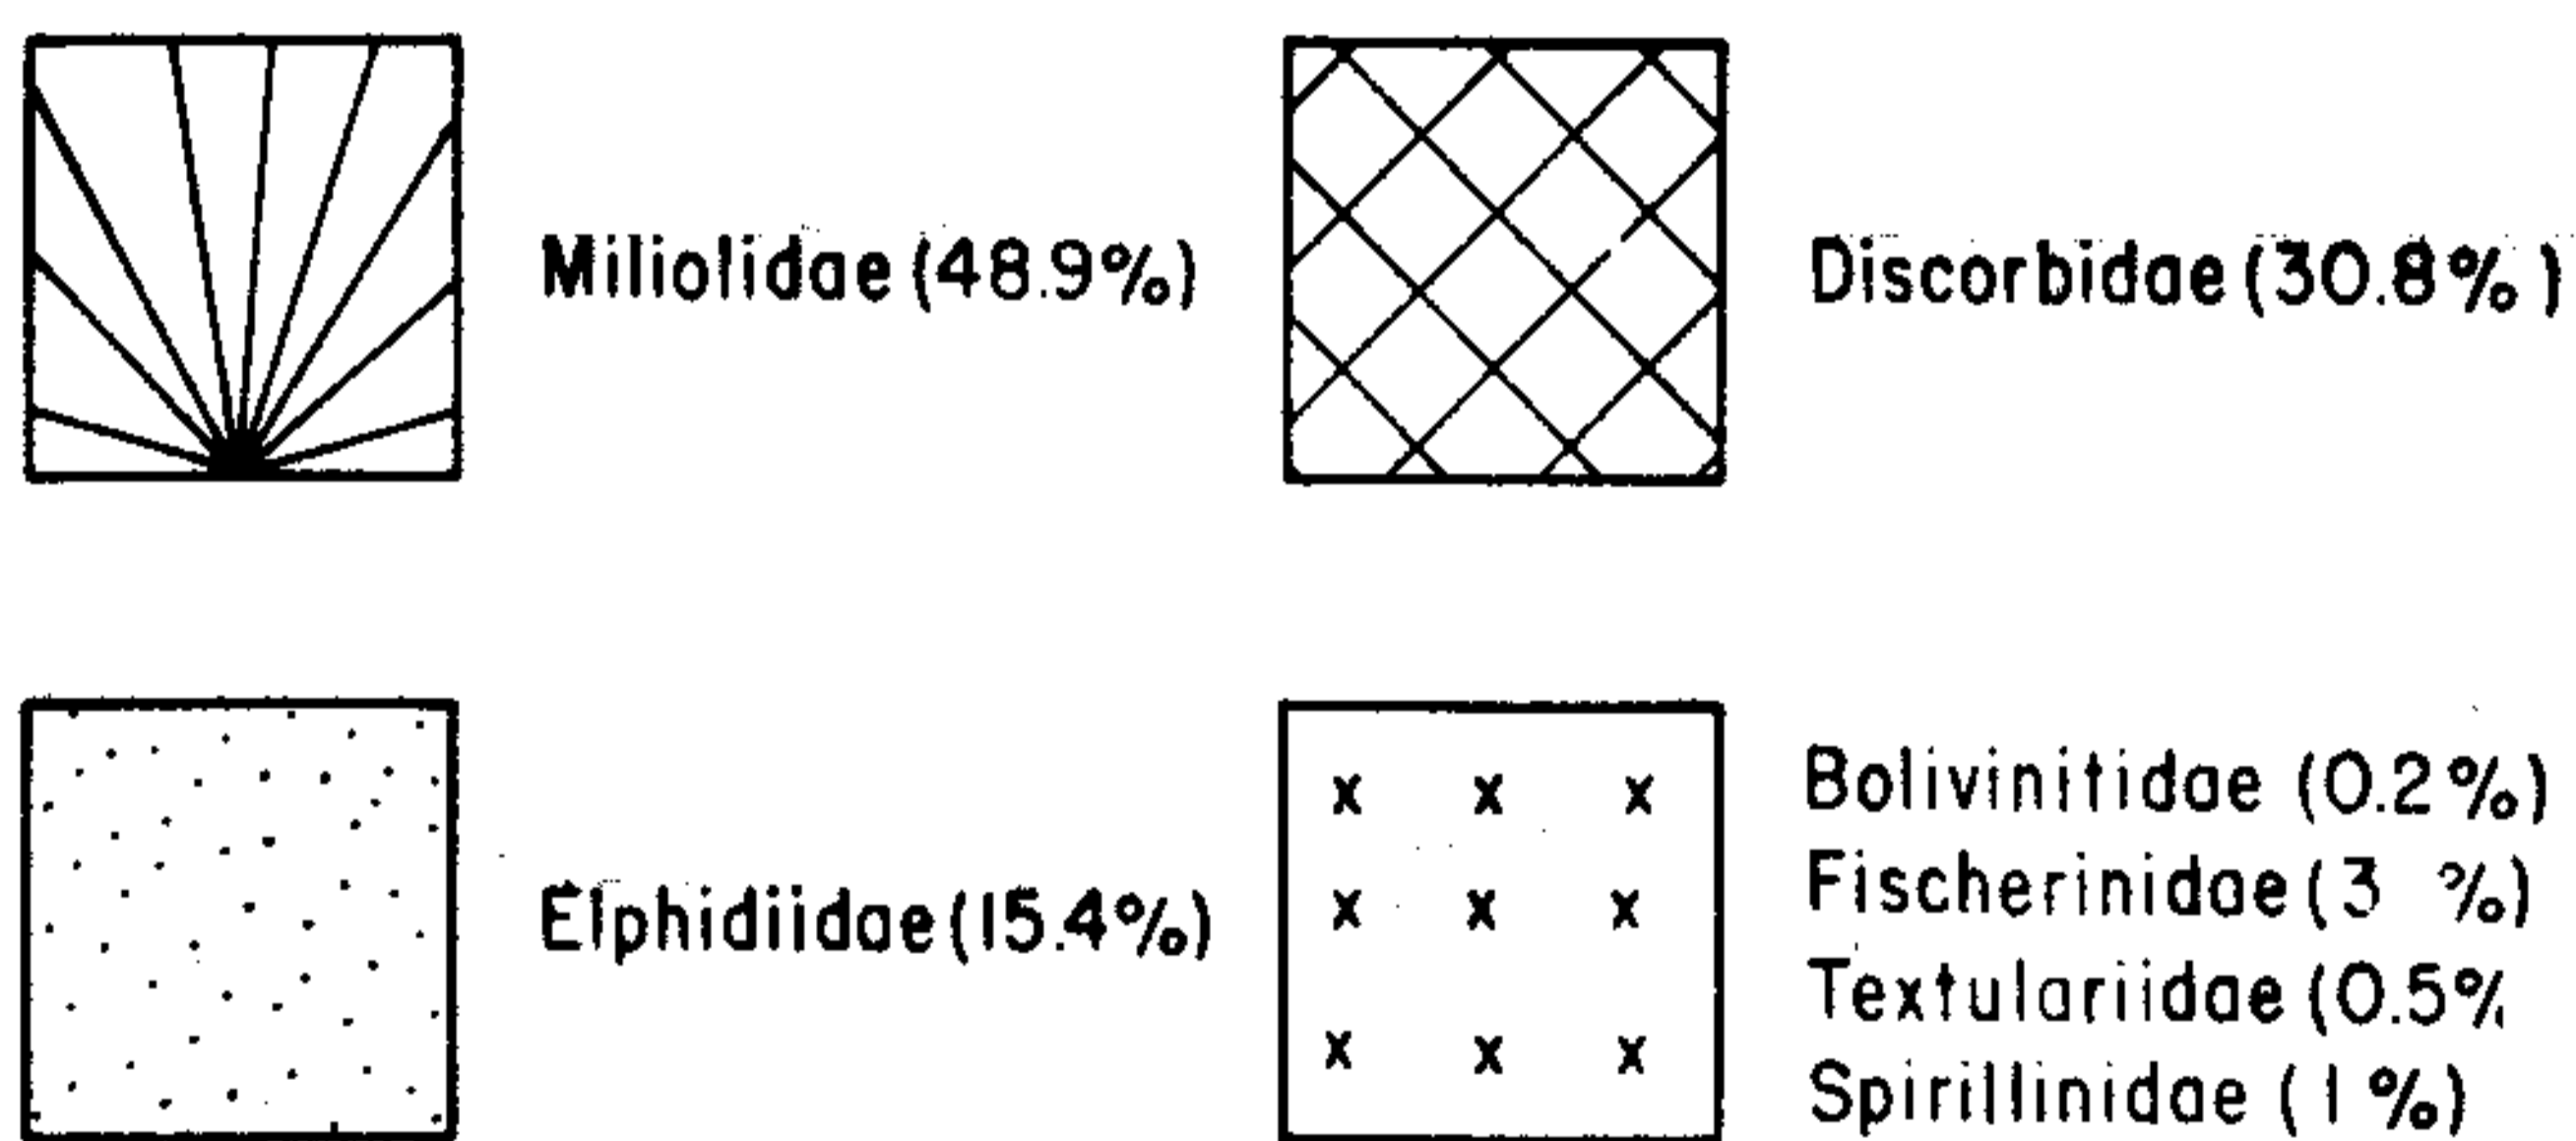 Miliolidae (48.9%)
Discorbidae (30.8%)
Elphidiidae (15.4%)
Bolivinitidae (0.2%)
Fischerinidae (3 %)
Textulariidae (0.5%
Spirillinidae (1%)